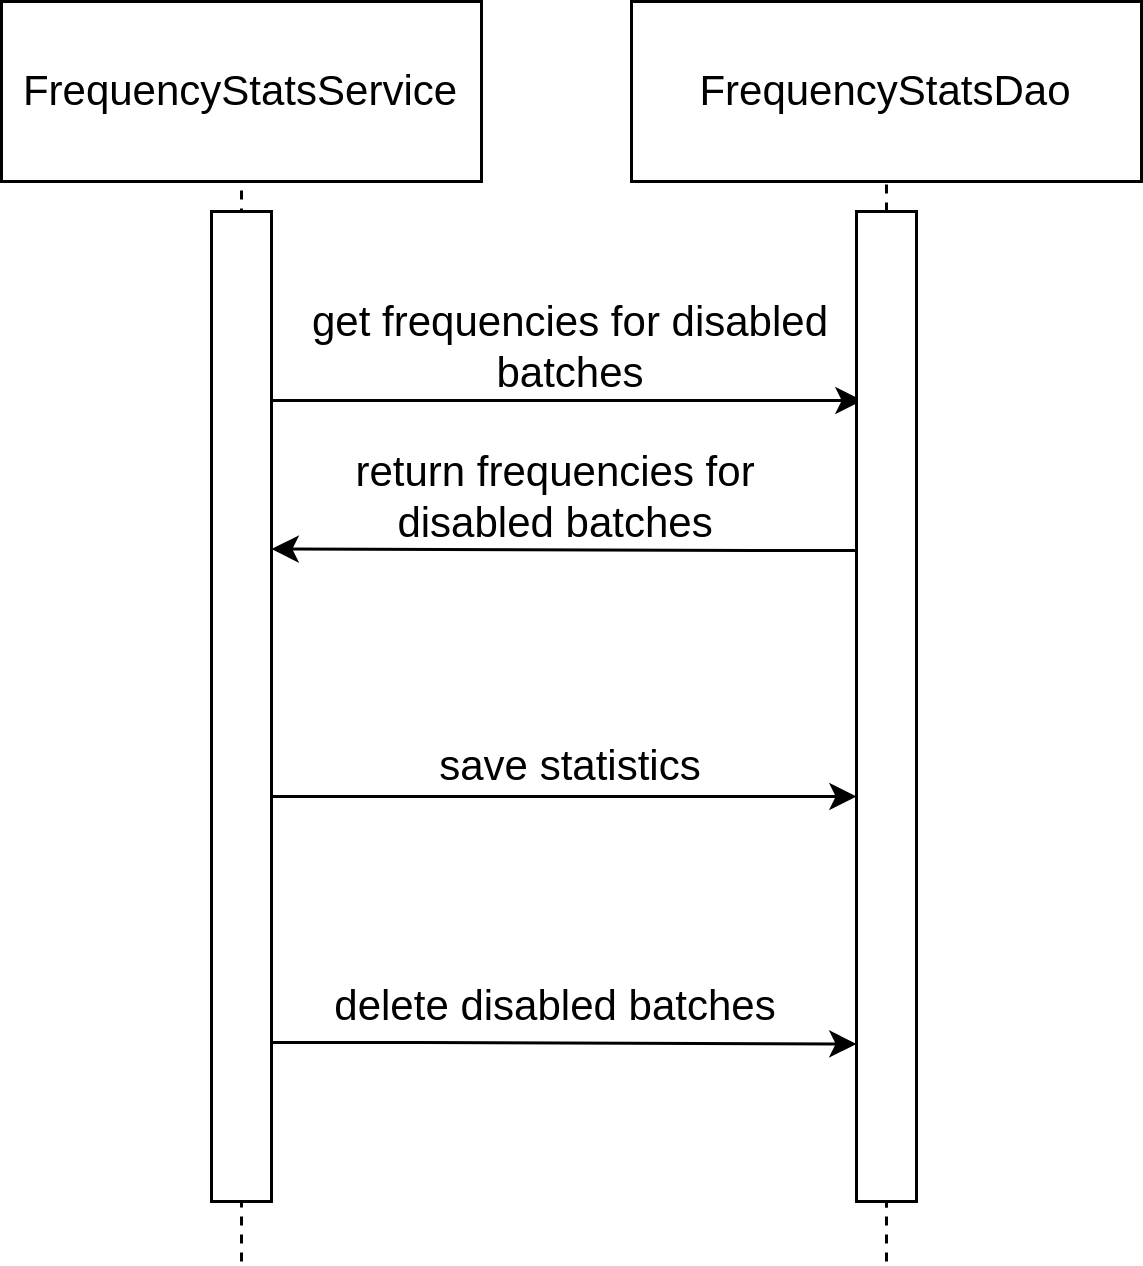 FrequencyStatsService
FrequencyStatsDao
get frequencies for disabled
batches
return frequencies for
disabled batches
save statistics
delete disabled batches